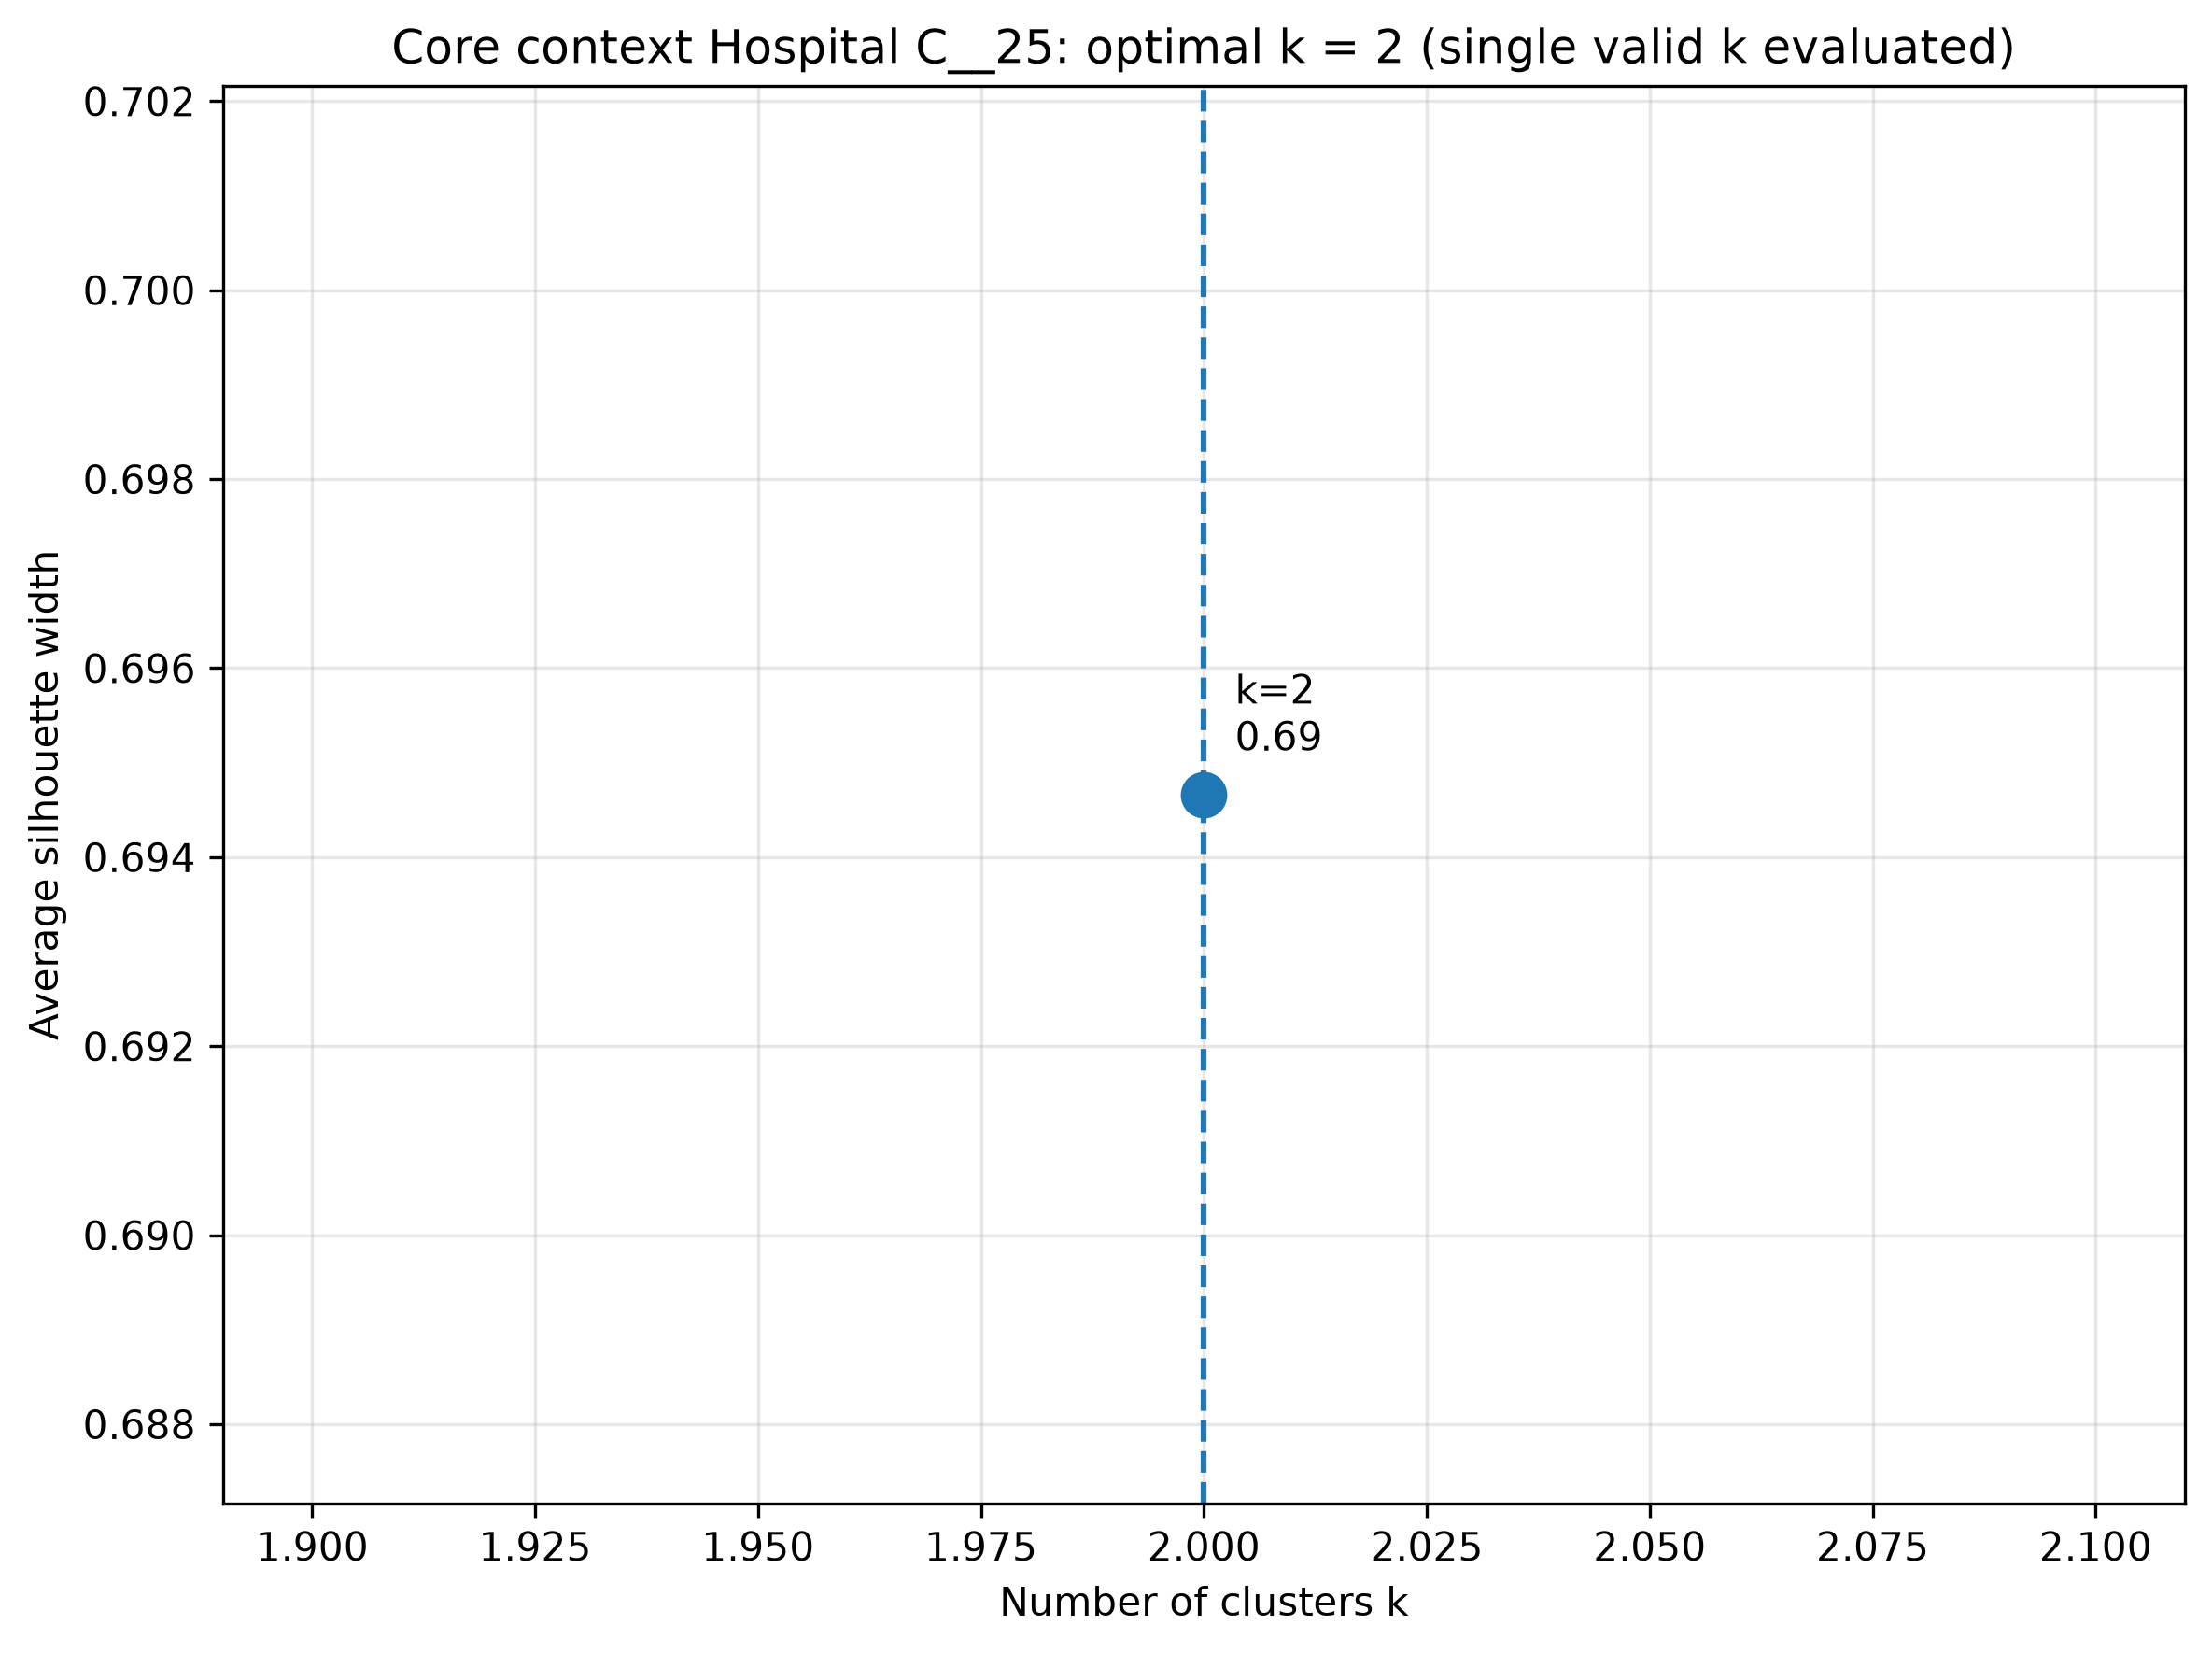 Core context Hospital C__25: optimal k = 2 (single valid k evaluated)
Average silhouette width
0.702
0.700
0.698
0.696
0.694
0.692
0.690
0.688
k=2
0.69
1.900 1.925 1.950 1.975 2.000 2.025 2.050 2.075 2.100
Number of clusters k